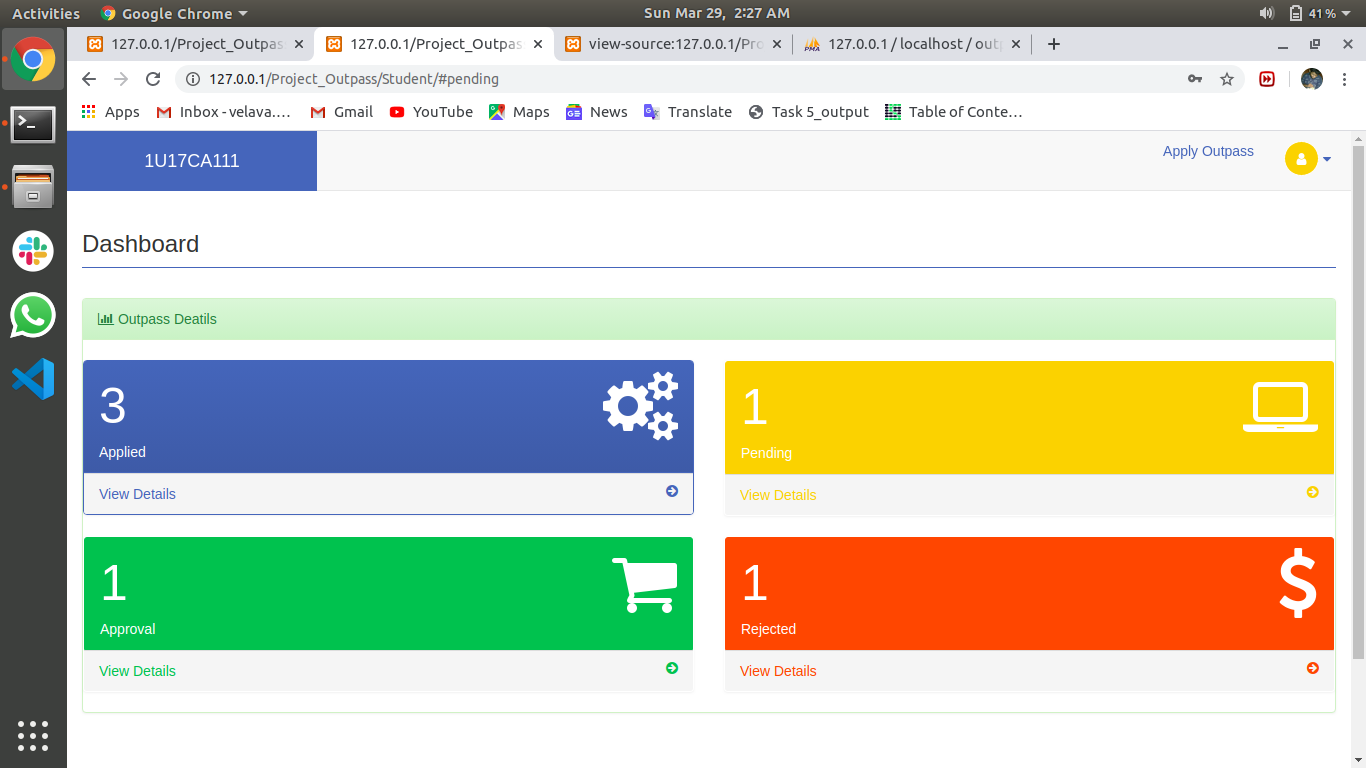 Activities Google Chrome Sun Mar 29, 2:27 AM 41%
127.0.0.1/Project_Outpas 127.0.0.1/Project_Outpas view-source:127.0.0.1/Pro 127.0.0.1 / localhost / outp
127.0.0.1/Project_Outpass/Student/#pending
Apps Inbox - velava.... Gmail YouTube Maps News Translate Task 5_output Table of Conte...
1U17CA111 Apply Outpass
Dashboard
Outpass Deatils
3
Applied
View Details
1
Pending
View Details
1
Approval
View Details
1
Rejected
View Details